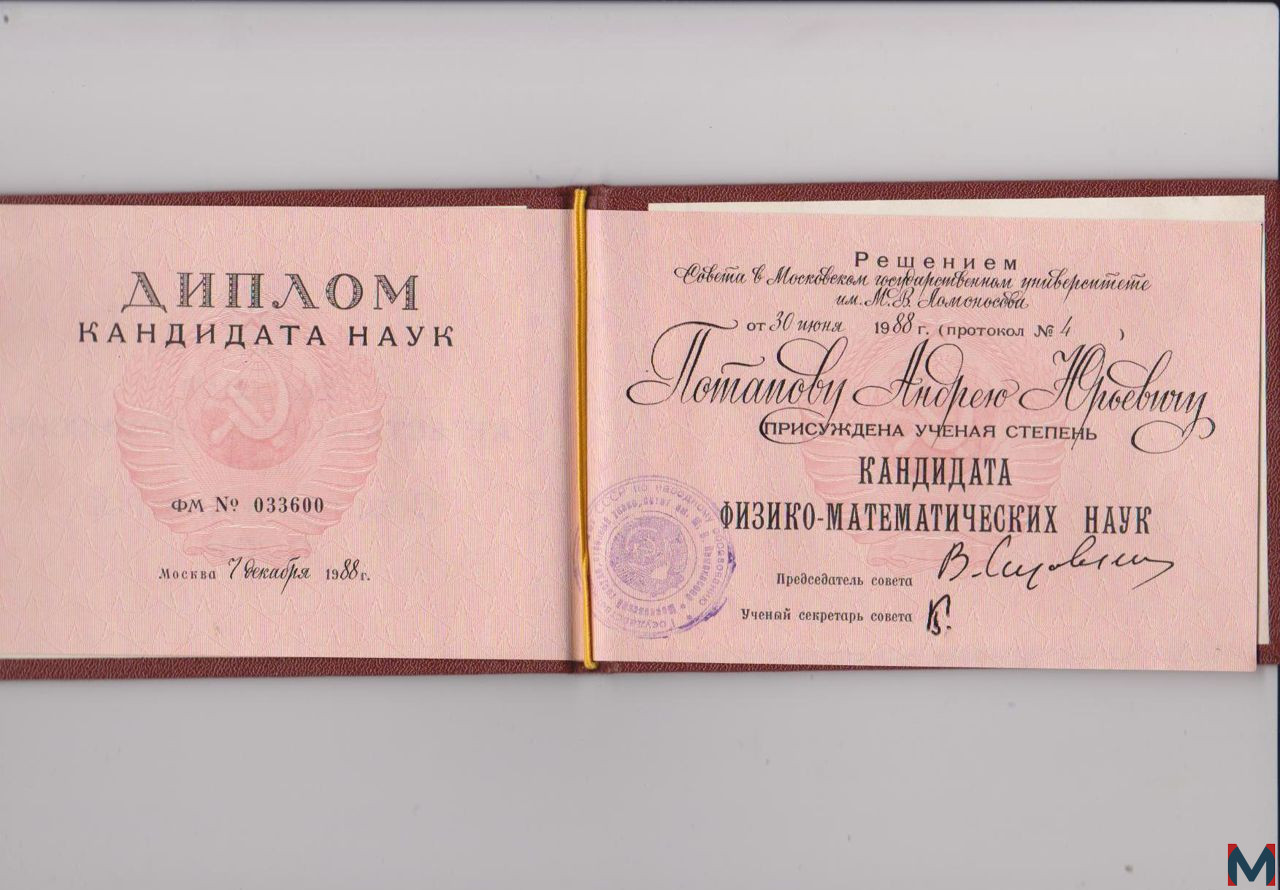 ДИПЛОМ
КАНДИДАТА НАУК
ФМ № 033600
Москва 7 декабря 1988 г.
Решением
Совета в Московском государственном университете
им. М.В. Ломоносова
от 30 июня 1988 г. (протокол № 4 )
Потапову Андрею Юрьевичу
ПРИСУЖДЕНА УЧЕНАЯ СТЕПЕНЬ
КАНДИДАТА
ФИЗИКО-МАТЕМАТИЧЕСКИХ НАУК
Председатель совета
Ученый секретарь совета
M